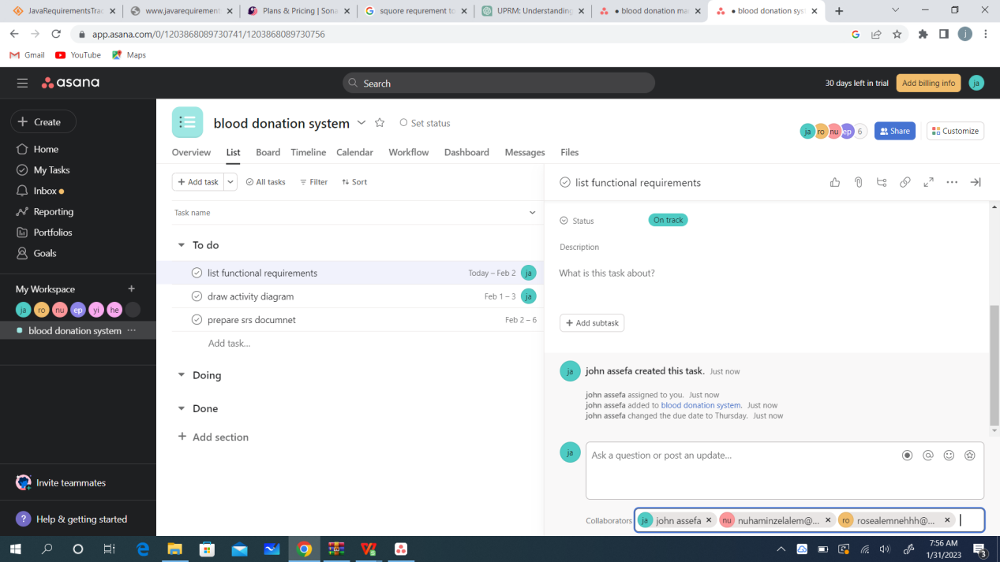 JavaRequirementsTrac
www.javarequirement
Plans & Pricing | Sona
squore requrement to
UPRM: Understanding
• blood donation ma
• blood donation sys
app.asana.com/0/1203868089730741/1203868089730756
j
Gmail YouTube Maps
asana
Search
30 days left in trial
Add billing info
ja
Create
Home
My Tasks
Inbox
Reporting
Portfolios
Goals
My Workspace
ja ro nu ep yi he
blood donation system
Invite teammates
? Help & getting started
blood donation system
Set status
ja ro nu ep 6
Share
Customize
Overview List Board Timeline Calendar Workflow Dashboard Messages Files
+ Add task All tasks Filter Sort
Task name
To do
list functional requirements Today – Feb 2 ja
draw activity diagram Feb 1 – 3 ja
prepare srs documnet Feb 2 – 6
Add task...
Doing
Done
+ Add section
list functional requirements
Status On track
Description
What is this task about?
+ Add subtask
ja john assefa created this task. Just now
john assefa assigned to you. Just now
john assefa added to blood donation system. Just now
john assefa changed the due date to Thursday. Just now
ja Ask a question or post an update...
Collaborators ja john assefa × nu nuhaminzelalem@... × ro rosealemnehhh@... ×
7:56 AM
1/31/2023
3